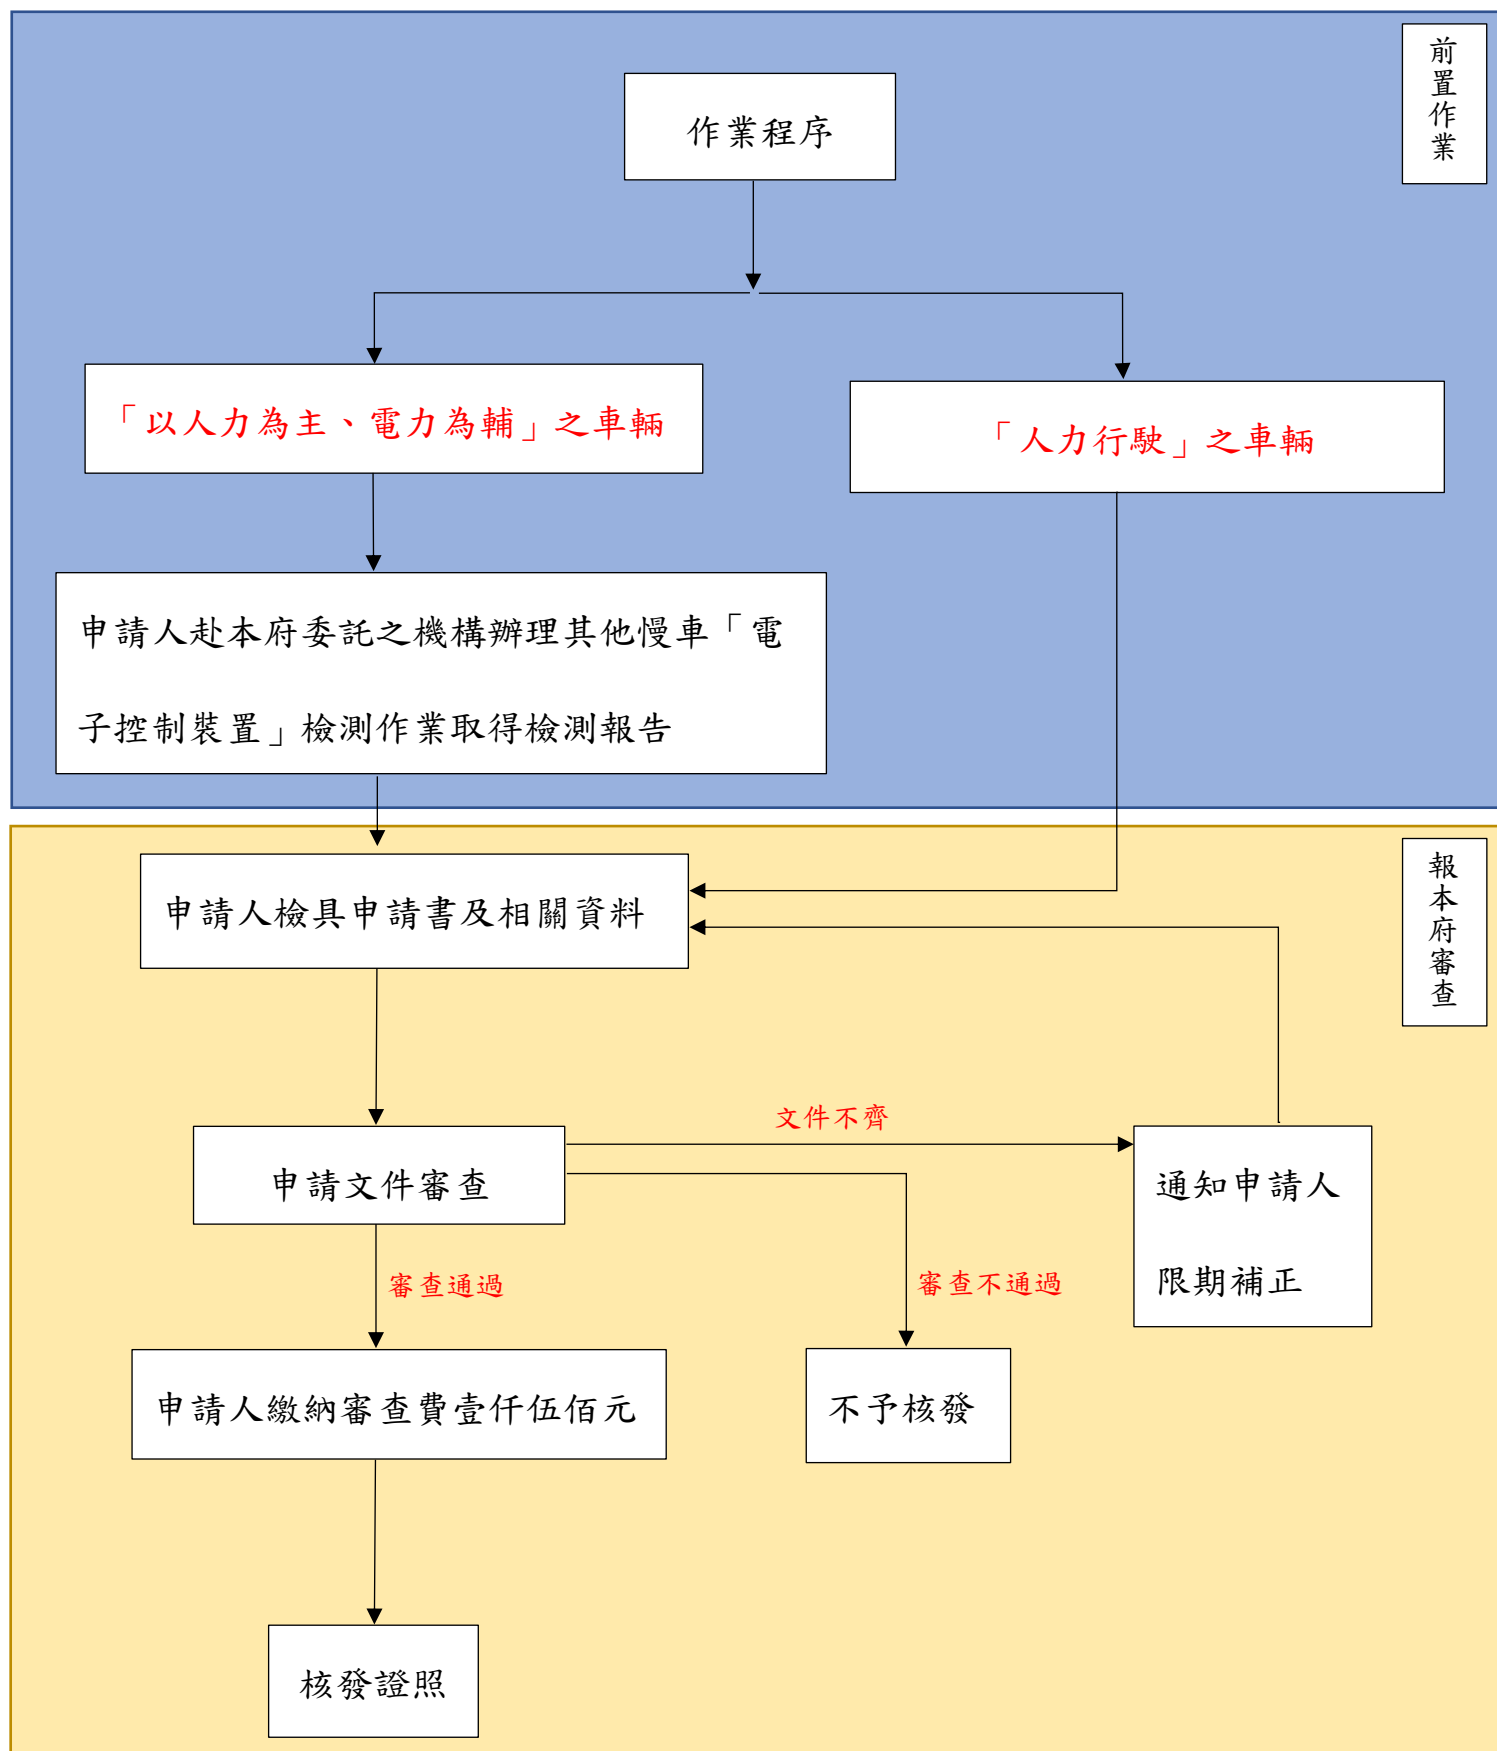 前置作業
作業程序
「以人力為主、電力為輔」之車輛
「人力行駛」之車輛
申請人赴本府委託之機構辦理其他慢車「電
子控制裝置」檢測作業取得檢測報告
報本府審查
申請人檢具申請書及相關資料
文件不齊
申請文件審查
通知申請人
限期補正
審查通過
審查不通過
申請人繳納審查費壹仟伍佰元
不予核發
核發證照